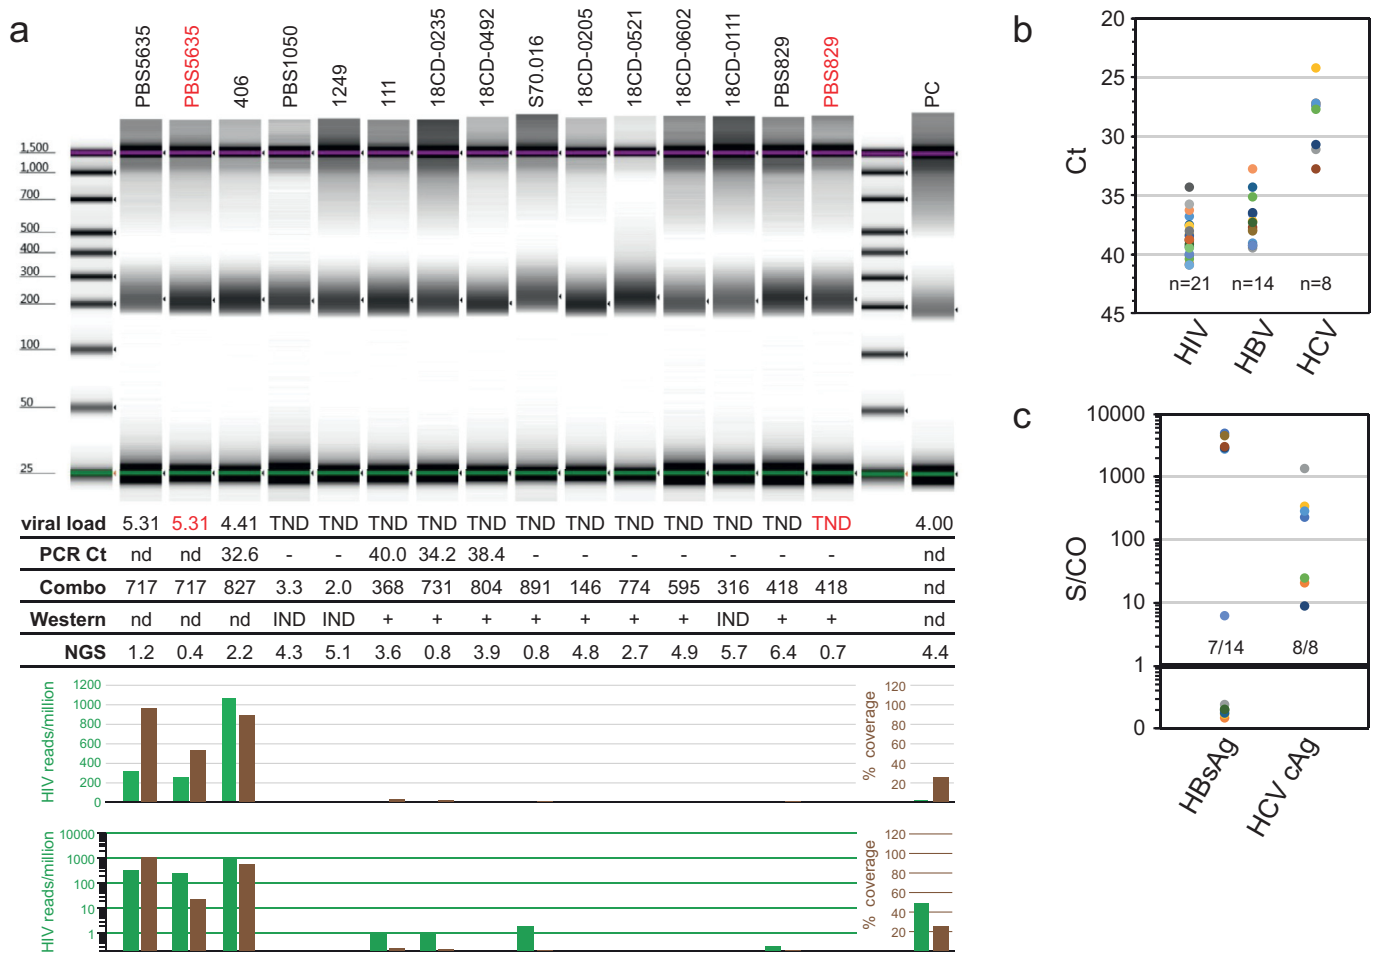 a
PBS5635
PBS5635
406
PBS1050
1249
111
18CD-0235
18CD-0492
S70.016
18CD-0205
18CD-0521
18CD-0602
18CD-0111
PBS829
PBS829
PC
1,500
1,000
700
500
400
300
200
100
50
25
viral load 5.31 5.31 4.41 TND TND TND TND TND TND TND TND TND TND TND TND 4.00
PCR Ct nd nd 32.6 - - 40.0 34.2 38.4 - - - - - - - nd
Combo 717 717 827 3.3 2.0 368 731 804 891 146 774 595 316 418 418 nd
Western nd nd nd IND IND + + + + + + + IND + + nd
NGS 1.2 0.4 2.2 4.3 5.1 3.6 0.8 3.9 0.8 4.8 2.7 4.9 5.7 6.4 0.7 4.4
HIV reads/million
1200
1000
800
600
400
200
0
% coverage
120
100
80
60
40
20
HIV reads/million
10000
1000
100
10
1
% coverage
120
100
80
60
40
20
b
Ct
20
25
30
35
40
45
n=21 n=14 n=8
HIV
HBV
HCV
c
S/CO
10000
1000
100
10
1
0
7/14 8/8
HBsAg
HCV cAg